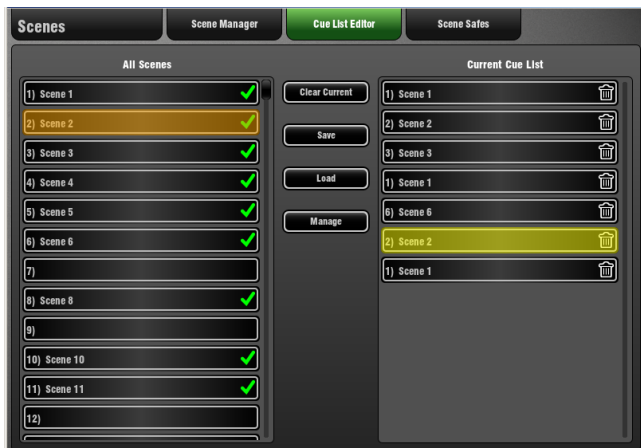 Scenes
Scene Manager
Cue List Editor
Scene Safes
All Scenes
1) Scene 1
2) Scene 2
3) Scene 3
4) Scene 4
5) Scene 5
6) Scene 6
7)
8) Scene 8
9)
10) Scene 10
11) Scene 11
12)
Clear Current
Save
Load
Manage
Current Cue List
1) Scene 1
2) Scene 2
3) Scene 3
1) Scene 1
6) Scene 6
2) Scene 2
1) Scene 1